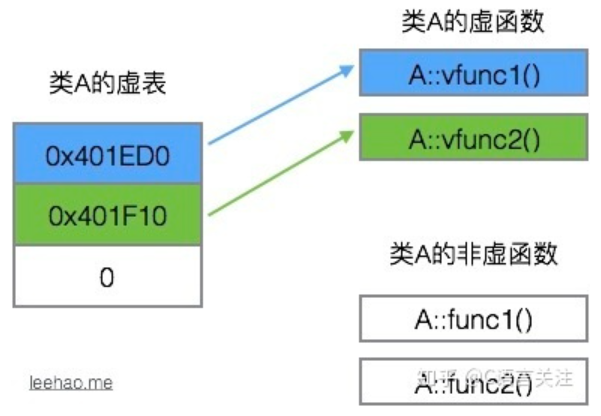 类A的虚函数
类A的虚表
A::vfunc1()
0x401ED0
A::vfunc2()
0x401F10
类A的非虚函数
0
A::func1()
leehao.me
知乎 @C语言关注
A::func2()